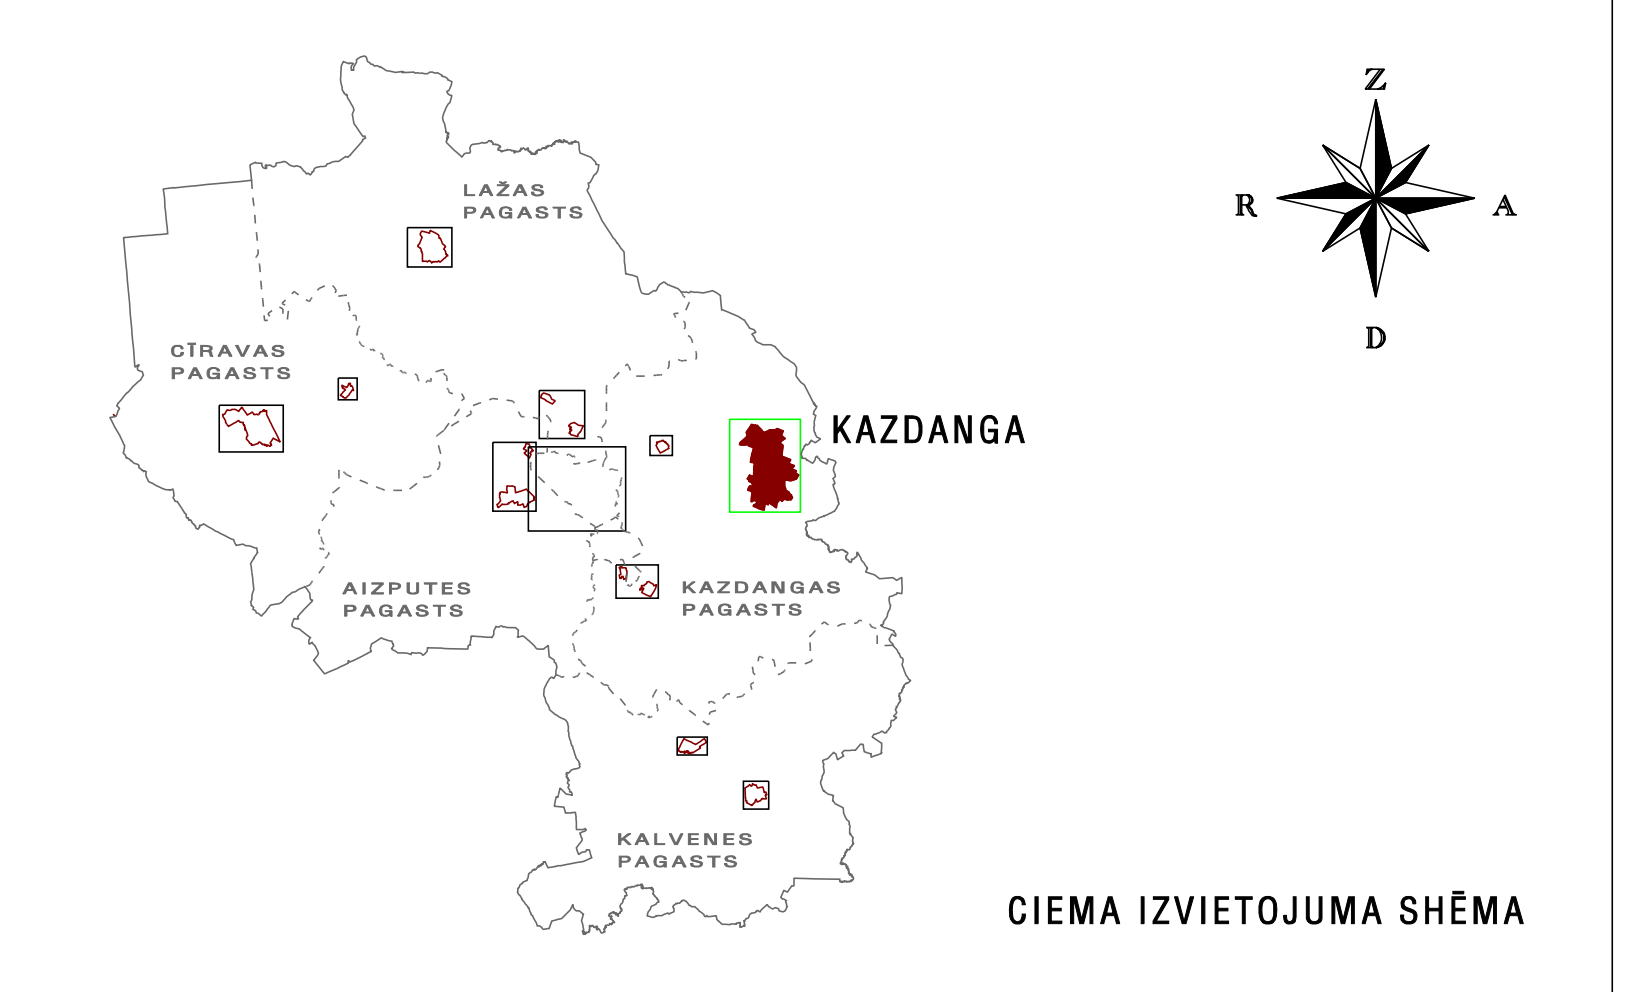 Z
R
A
D
LAŽAS
PAGASTS
CĪRAVAS
PAGASTS
KAZDANGA
AIZPUTES
PAGASTS
KAZDANGAS
PAGASTS
KALVENES
PAGASTS
CIEMA IZVIETOJUMA SHĒMA